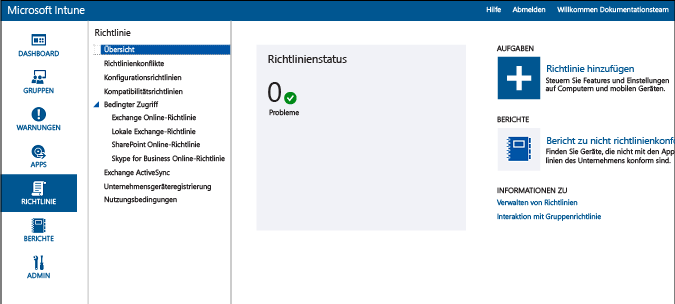 Microsoft Intune
Hilfe Abmelden Willkommen Dokumentationsteam
DASHBOARD
GRUPPEN
WARNUNGEN
APPS
RICHTLINIE
BERICHTE
ADMIN
Richtlinie
Übersicht
Richtlinienkonflikte
Konfigurationsrichtlinien
Kompatibilitätsrichtlinien
Bedingter Zugriff
Exchange Online-Richtlinie
Lokale Exchange-Richtlinie
SharePoint Online-Richtlinie
Skype for Business Online-Richtlinie
Exchange ActiveSync
Unternehmensgeräteregistrierung
Nutzungsbedingungen
Richtlinienstatus
0
Probleme
AUFGABEN
Richtlinie hinzufügen
Steuern Sie Features und Einstellungen
auf Computern und mobilen Geräten.
BERICHTE
Bericht zu nicht richtlinienkonf
Finden Sie Geräte, die nicht mit den App
linien des Unternehmens konform sind.
INFORMATIONEN ZU
Verwalten von Richtlinien
Interaktion mit Gruppenrichtlinie